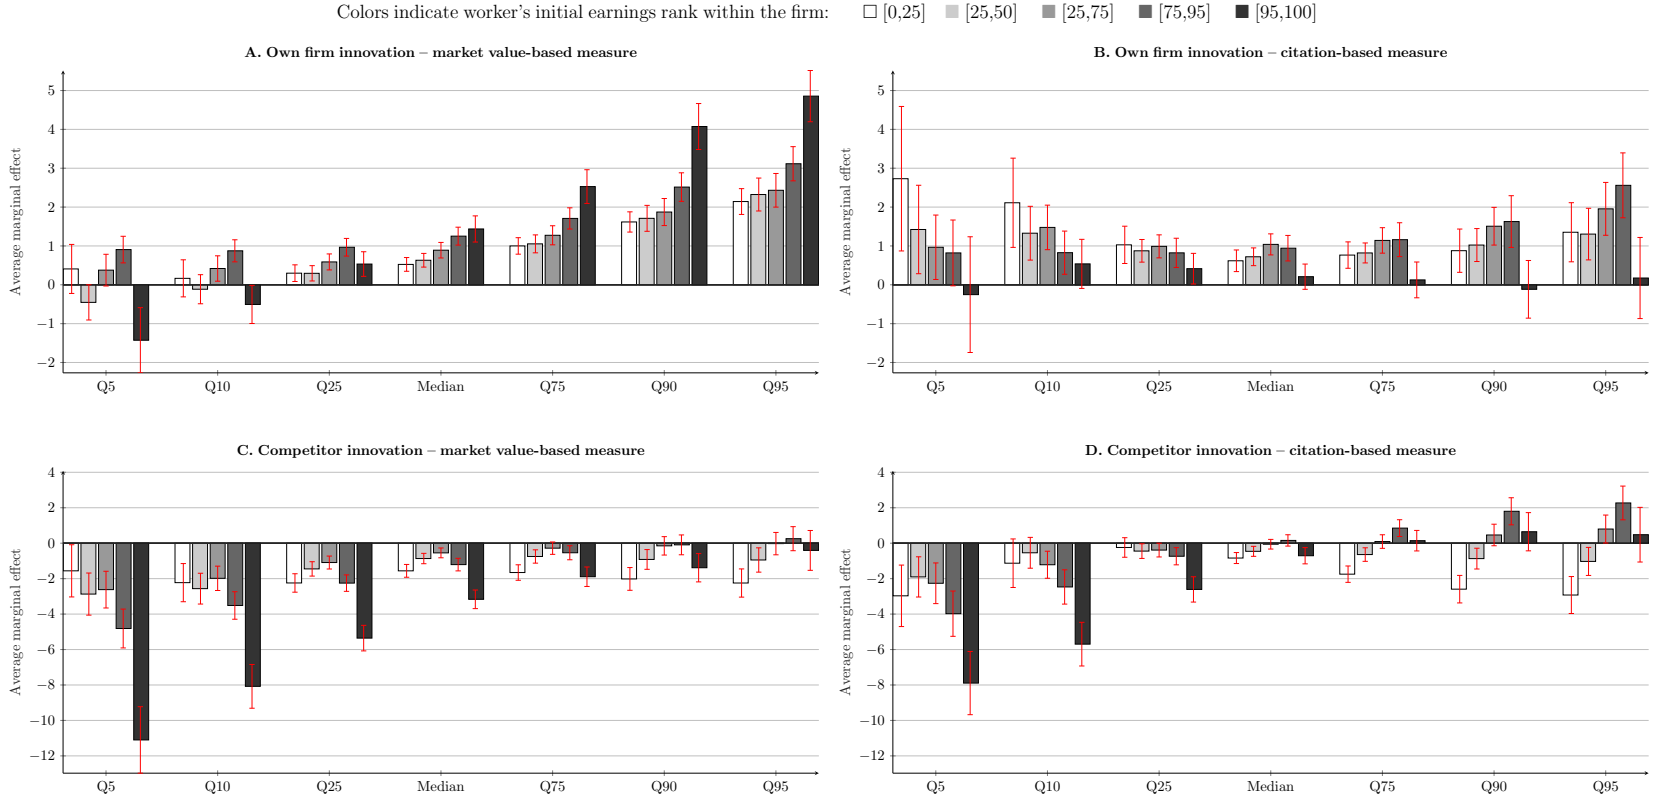 Colors indicate worker's initial earnings rank within the firm: [0,25] [25,50] [25,75] [75,95] [95,100]
A. Own firm innovation – market value-based measure
Average marginal effect
5
4
3
2
1
0
−1
−2
Q5 Q10 Q25 Median Q75 Q90 Q95
B. Own firm innovation – citation-based measure
Average marginal effect
5
4
3
2
1
0
−1
−2
Q5 Q10 Q25 Median Q75 Q90 Q95
C. Competitor innovation – market value-based measure
Average marginal effect
4
2
0
−2
−4
−6
−8
−10
−12
Q5 Q10 Q25 Median Q75 Q90 Q95
D. Competitor innovation – citation-based measure
Average marginal effect
4
2
0
−2
−4
−6
−8
−10
−12
Q5 Q10 Q25 Median Q75 Q90 Q95